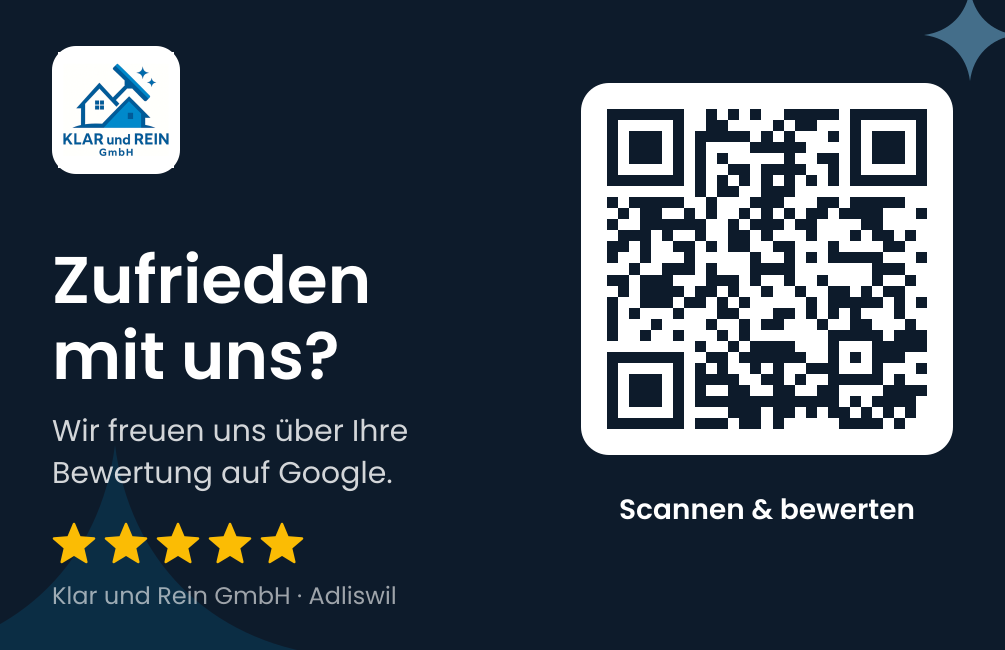 KLAR und REIN
GmbH
Zufrieden
mit uns?
Wir freuen uns über Ihre
Bewertung auf Google.
Klar und Rein GmbH · Adliswil
Scannen & bewerten